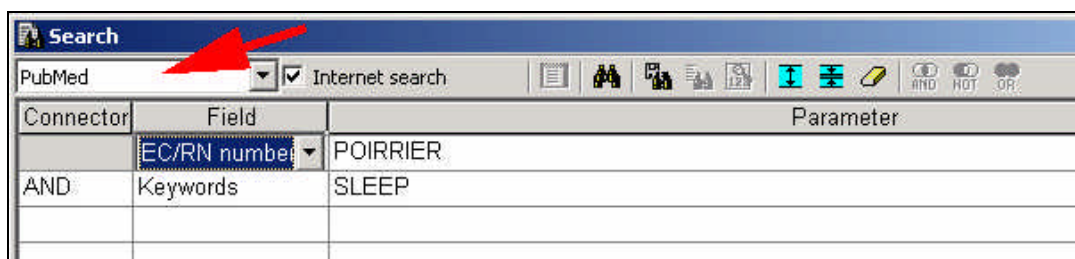 Search
PubMed Internet search AND NOT OR
Connector Field Parameter
EC/RN number POIRRIER
AND Keywords SLEEP